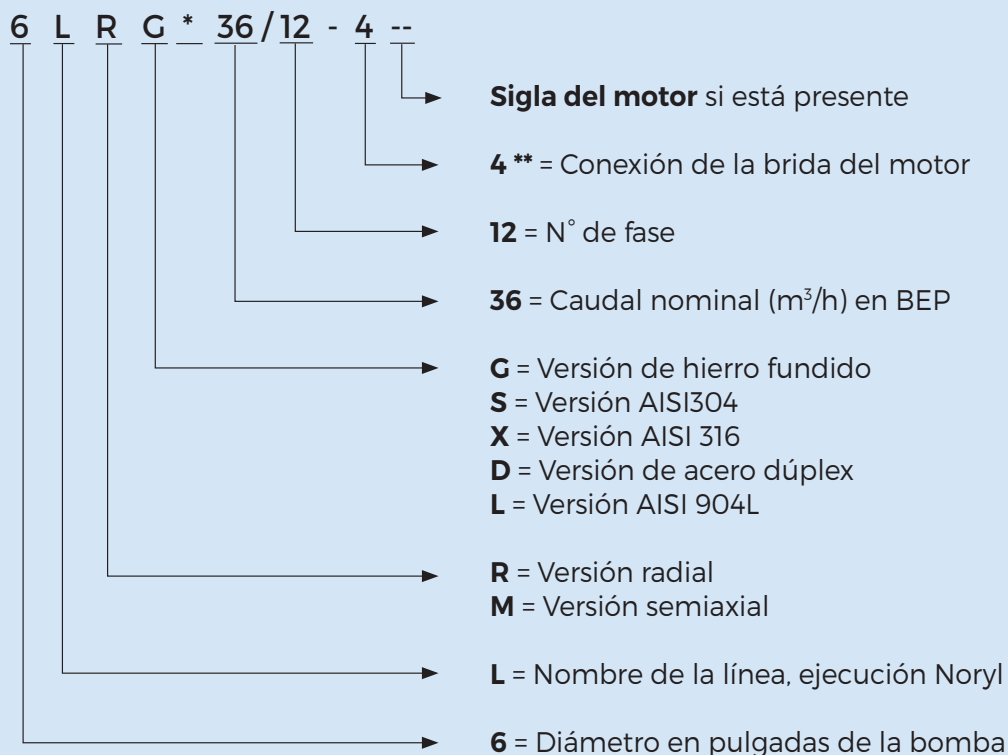 6 L R G * 36 / 12 - 4 --
Sigla del motor si está presente
4 ** = Conexión de la brida del motor
12 = N° de fase
36 = Caudal nominal (m³/h) en BEP
G = Versión de hierro fundido
S = Versión AISI304
X = Versión AISI 316
D = Versión de acero dúplex
L = Versión AISI 904L
R = Versión radial
M = Versión semiaxial
L = Nombre de la línea, ejecución Noryl
6 = Diámetro en pulgadas de la bomba